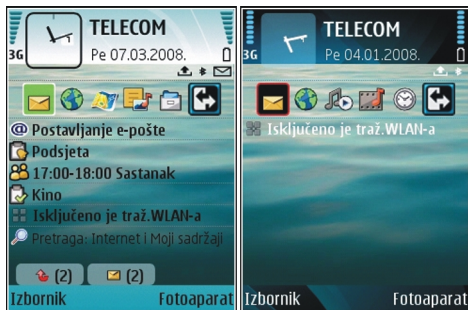 TELECOM
3G
Pe 07.03.2008.
@ Postavljanje e-pošte
Podsjeta
17:00-18:00 Sastanak
Kino
Isključeno je traž.WLAN-a
Pretraga: Internet i Moji sadržaji
(2)
(2)
Izbornik
Fotoaparat
TELECOM
3G
Pe 04.01.2008.
Isključeno je traž.WLAN-a
Izbornik
Fotoaparat